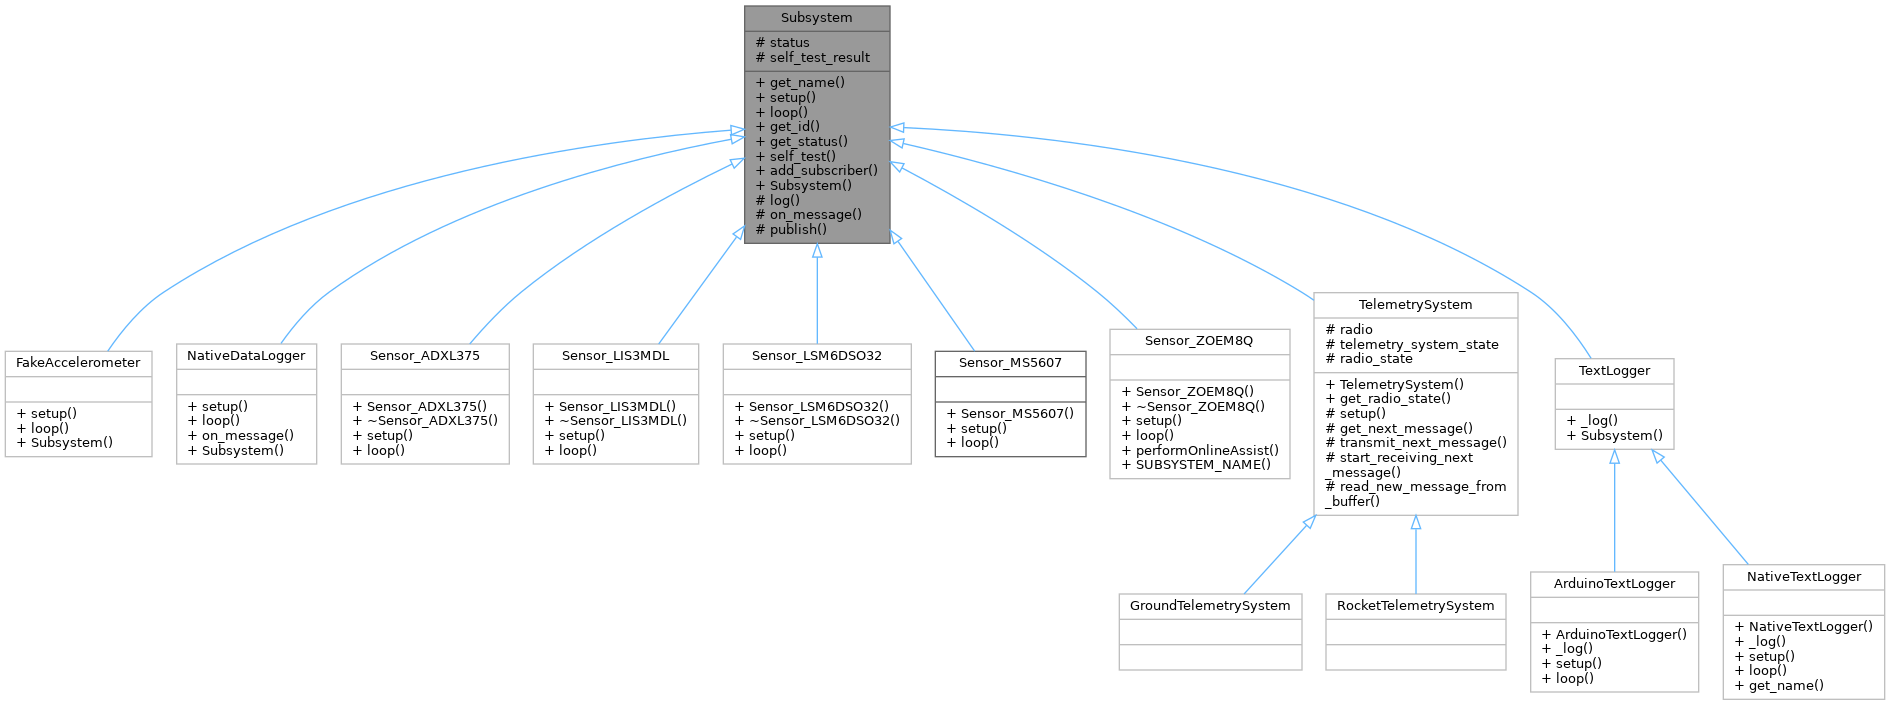 Subsystem
# status
# self_test_result
+ get_name()
+ setup()
+ loop()
+ get_id()
+ get_status()
+ self_test()
+ add_subscriber()
+ Subsystem()
# log()
# on_message()
# publish()
FakeAccelerometer
+ setup()
+ loop()
+ Subsystem()
NativeDataLogger
+ setup()
+ loop()
+ on_message()
+ Subsystem()
Sensor_ADXL375
+ Sensor_ADXL375()
+ ~Sensor_ADXL375()
+ setup()
+ loop()
Sensor_LIS3MDL
+ Sensor_LIS3MDL()
+ ~Sensor_LIS3MDL()
+ setup()
+ loop()
Sensor_LSM6DSO32
+ Sensor_LSM6DSO32()
+ ~Sensor_LSM6DSO32()
+ setup()
+ loop()
Sensor_MS5607
+ Sensor_MS5607()
+ setup()
+ loop()
Sensor_ZOEM8Q
+ Sensor_ZOEM8Q()
+ ~Sensor_ZOEM8Q()
+ setup()
+ loop()
+ performOnlineAssist()
+ SUBSYSTEM_NAME()
TelemetrySystem
# radio
# telemetry_system_state
# radio_state
+ TelemetrySystem()
+ get_radio_state()
# setup()
# get_next_message()
# transmit_next_message()
# start_receiving_next
_message()
# read_new_message_from
_buffer()
TextLogger
+ _log()
+ Subsystem()
GroundTelemetrySystem
RocketTelemetrySystem
ArduinoTextLogger
+ ArduinoTextLogger()
+ _log()
+ setup()
+ loop()
NativeTextLogger
+ NativeTextLogger()
+ _log()
+ setup()
+ loop()
+ get_name()